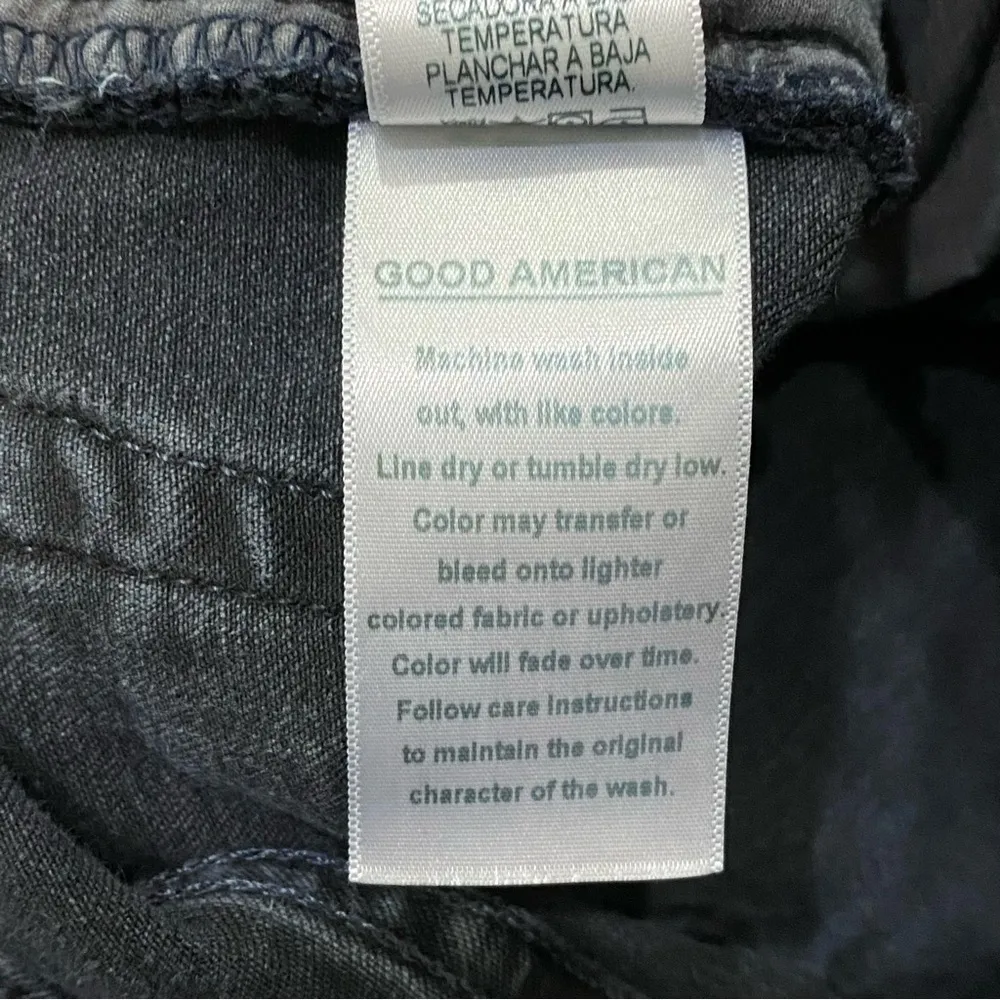 TEMPERATURA
PLANCHAR A BAJA
TEMPERATURA.
GOOD AMERICAN
Machine wash inside
out, with like colors.
Line dry or tumble dry low.
Color may transfer or
bleed onto lighter
colored fabric or upholstery.
Color will fade over time.
Follow care instructions
to maintain the original
character of the wash.